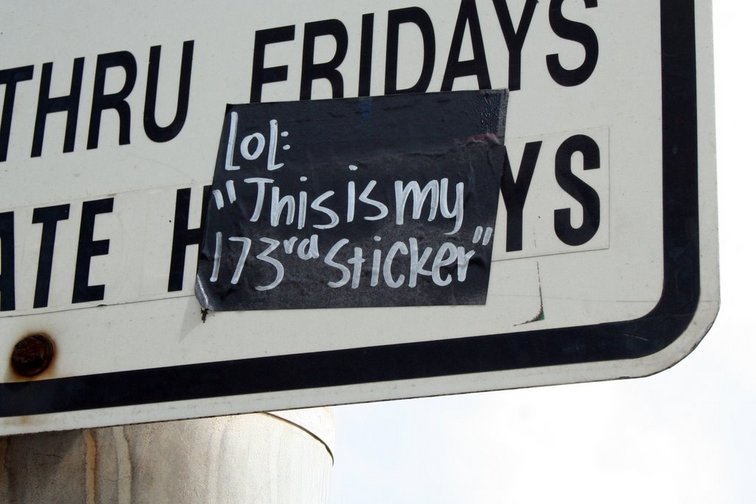 THRU FRIDAYS
ATE H YS
LOL:
"This is my
173rd Sticker"